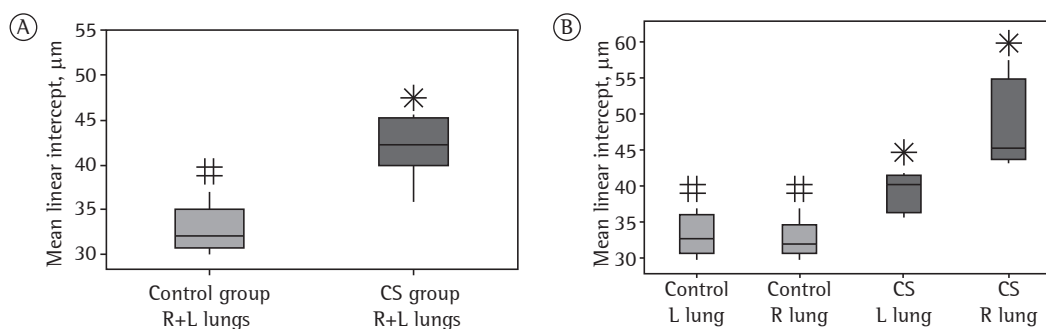 A
Mean linear intercept, μm
55
50
45
40
35
30
#
*
Control group
R+L lungs
CS group
R+L lungs
B
Mean linear intercept, μm
60
55
50
45
40
35
30
#
#
*
*
Control
L lung
Control
R lung
CS
L lung
CS
R lung